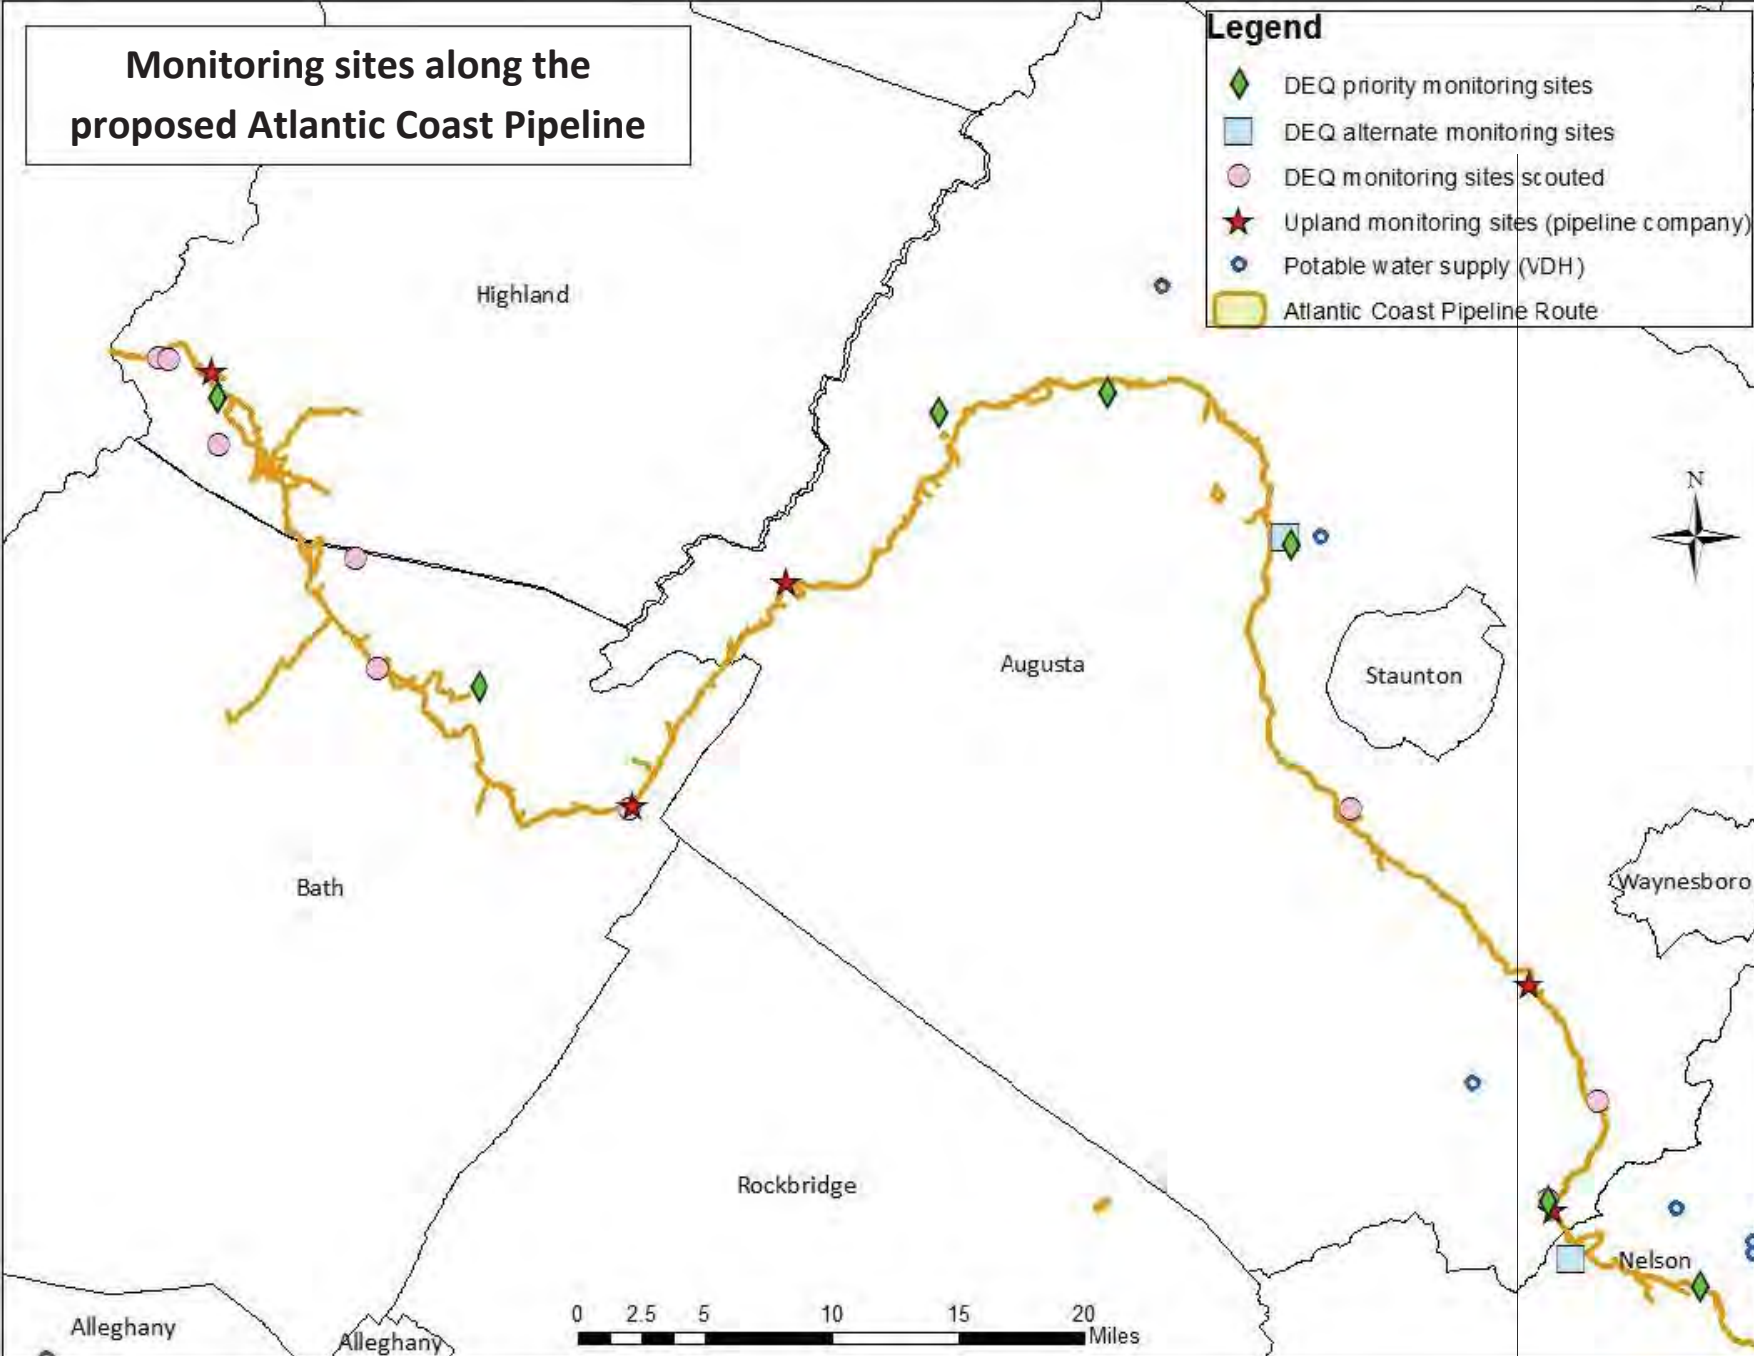 Monitoring sites along the
proposed Atlantic Coast Pipeline
Legend
DEQ priority monitoring sites
DEQ alternate monitoring sites
DEQ monitoring sites scouted
Upland monitoring sites (pipeline company)
Potable water supply (VDH)
Atlantic Coast Pipeline Route
Highland
N
Augusta
Staunton
Bath
Waynesboro
Rockbridge
Nelson
Alleghany
Alleghany
0 2.5 5 10 15 20
Miles